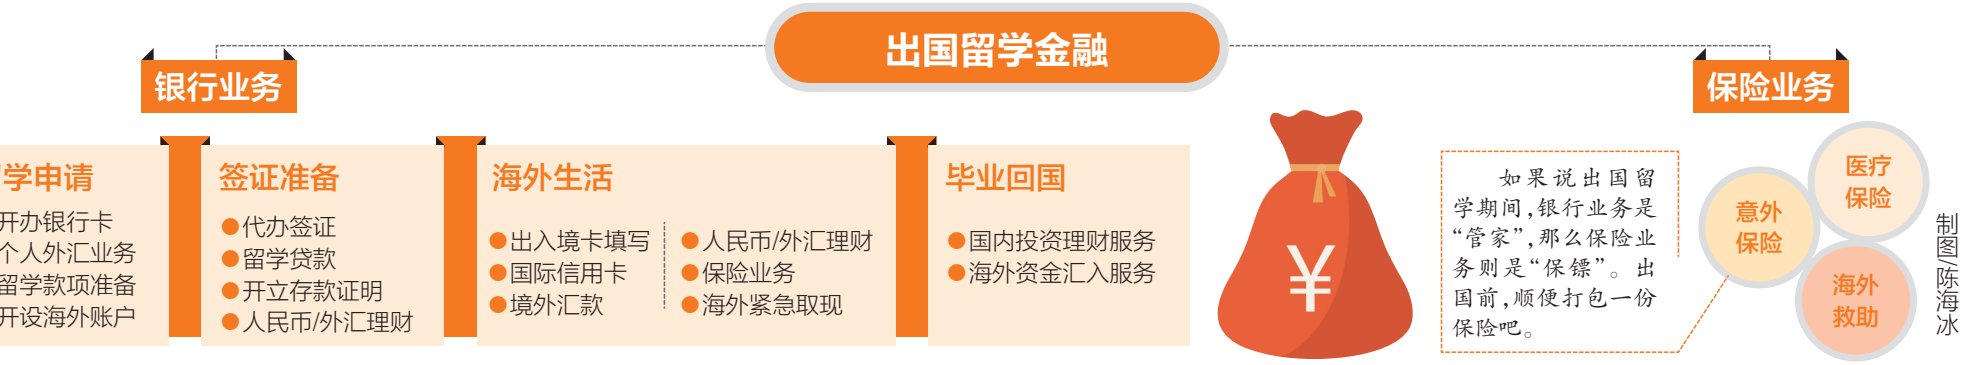 出国留学金融
银行业务
学申请
开办银行卡
个人外汇业务
留学款项准备
开设海外账户
签证准备
●代办签证
●留学贷款
●开立存款证明
●人民币/外汇理财
海外生活
●出入境卡填写
●国际信用卡
●境外汇款
●人民币/外汇理财
●保险业务
●海外紧急取现
毕业回国
●国内投资理财服务
●海外资金汇入服务
¥
保险业务
如果说出国留
学期间,银行业务是
“管家”,那么保险业
务则是“保镖”。出
国前,顺便打包一份
保险吧。
意外
保险
医疗
保险
海外
救助
制图/陈海冰